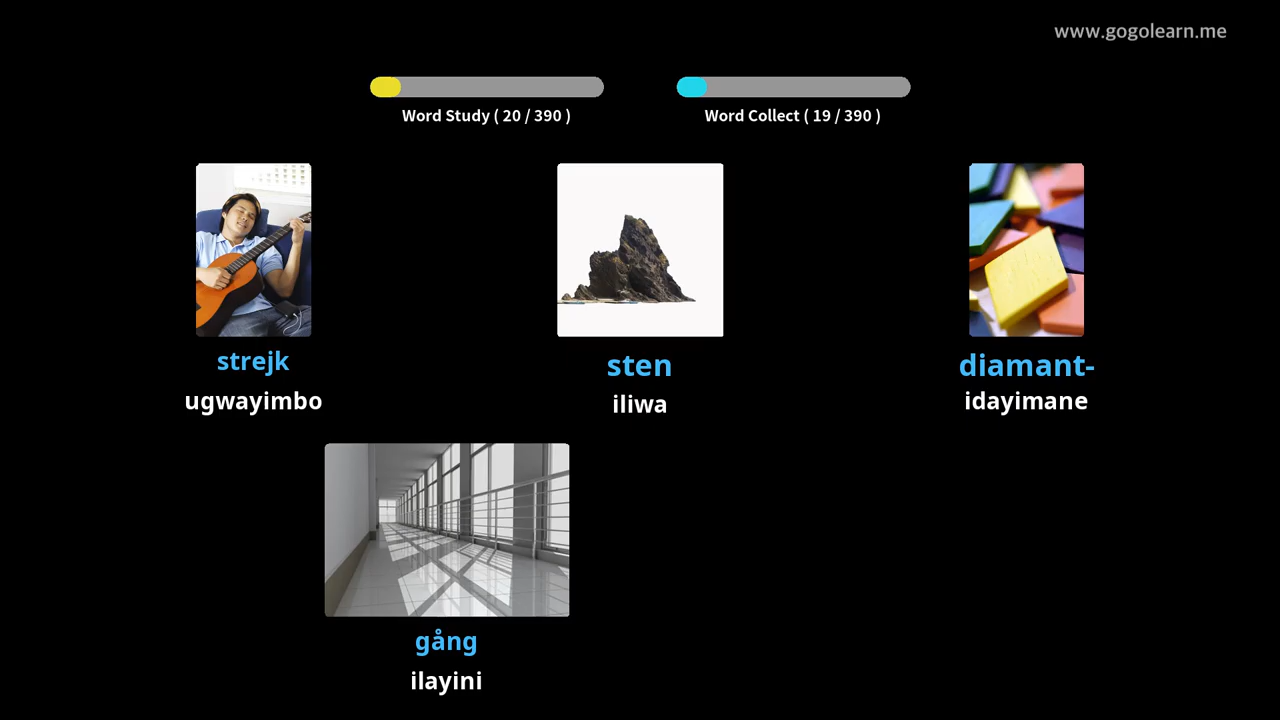 www.gogolearn.me
Word Study ( 20 / 390 )
Word Collect ( 19 / 390 )
strejk
ugwayimbo
sten
iliwa
diamant-
idayimane
gång
ilayini